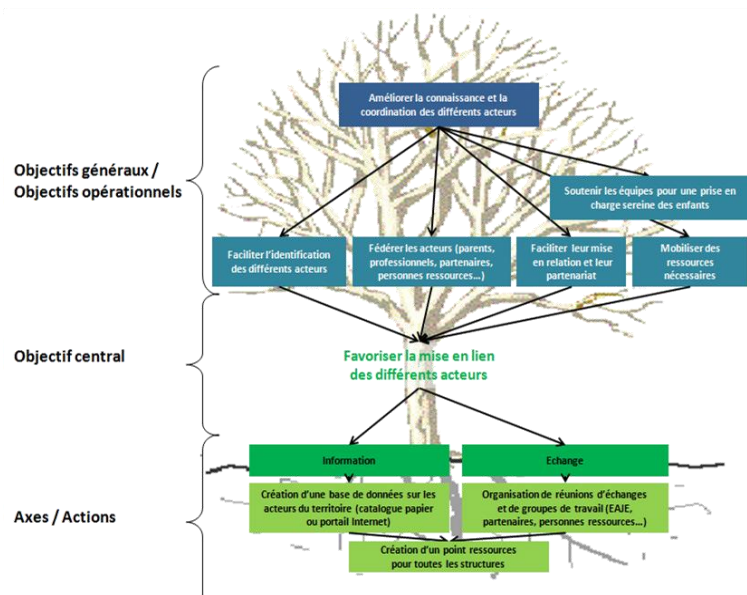 Améliorer la connaissance et la
coordination des différents acteurs
Objectifs généraux /
Objectifs opérationnels
Soutenir les équipes pour une prise en
charge sereine des enfants
Faciliter l'identification
des différents acteurs
Fédérer les acteurs (parents,
professionnels, partenaires,
personnes ressources...)
Faciliter leur mise
en relation et leur
partenariat
Mobiliser des
ressources
nécessaires
Objectif central
Favoriser la mise en lien
des différents acteurs
Information
Echange
Axes / Actions
Création d'une base de données sur les
acteurs du territoire (catalogue papier
ou portail Internet)
Organisation de réunions d'échanges
et de groupes de travail (EAJE,
partenaires, personnes ressources...)
Création d'un point ressources
pour toutes les structures